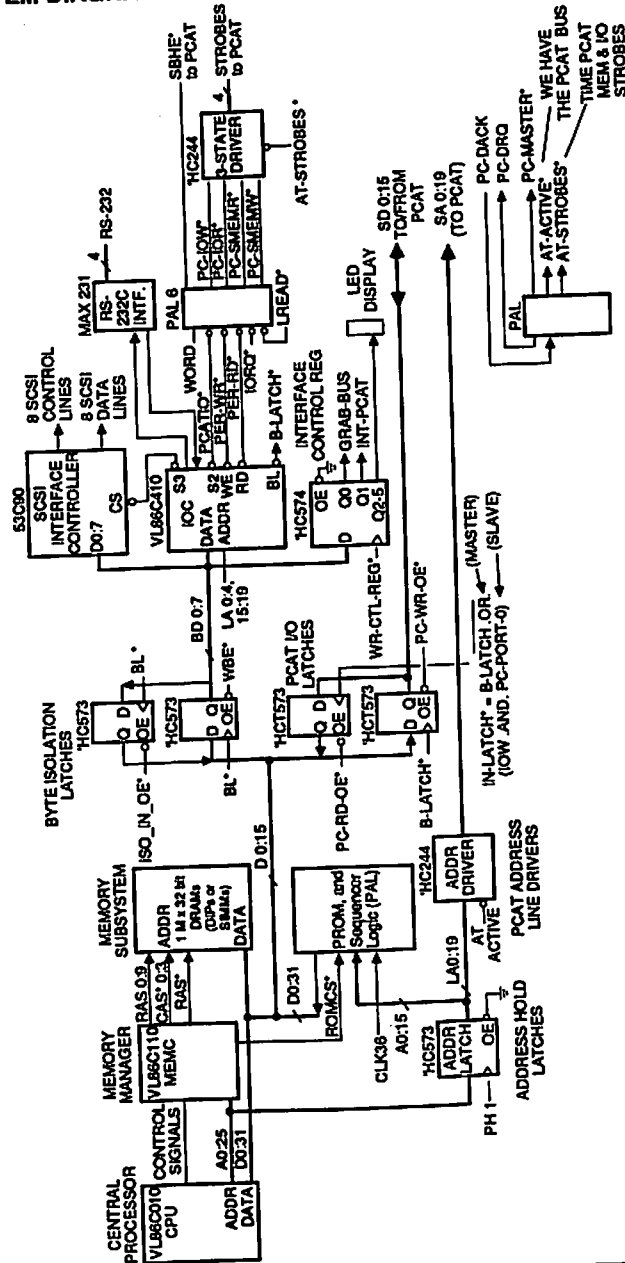 EM DIAGRAM
CENTRAL
PROCESSOR
VL86C010
CPU
ADDR
DATA
CONTROL
SIGNALS
A0:25
D0:31
MEMORY
MANAGER
VL86C110
MEMC
RAS 0:9
CAS* 0:3
RAS*
MEMORY
SUBSYSTEM
ADDR
1 M x 32 bit
DRAMs
(DIPs or
SIMMs)
DATA
D 0:15
D0:31
ROMCS*
PROM, and
Sequencer
Logic (PAL)
CLK36
A0:15
PH 1
*HC573
ADDR
LATCH
OE
ADDRESS HOLD
LATCHES
LA0:19
*HC244
ADDR
DRIVER
AT
ACTIVE
PCAT ADDRESS
LINE DRIVERS
BYTE ISOLATION
LATCHES
*HC573
Q D
OE
BL*
ISO_IN_OE*
*HC573
D Q
OE
WBE*
BL*
PCAT I/O
LATCHES
*HCT573
Q D
OE
PC-RD-OE*
*HCT573
D Q
OE
PC-WR-OE*
B-LATCH*
IN-LATCH* = B-LATCH .OR. (MASTER)
(IOW .AND. PC-PORT-0) (SLAVE)
BD 0:7
LA 0:4,
15:19
53C90
SCSI
INTERFACE
CONTROLLER
D0:7
CS
8 SCSI
CONTROL
LINES
8 SCSI
DATA
LINES
VL86C410
IOC S3
DATA
S2
ADDR WE
RD
BL
B-LATCH*
MAX 231
RS-
232C
INTF.
4
RS-232
WORD
PCATIO*
PER-WR*
PER-RD*
IORQ*
LREAD*
PAL 6
PC-IOW*
PC-IOR*
PC-SMEMR*
PC-SMEMW*
*HC244
3-STATE
DRIVER
SBHE*
to PCAT
4
STROBES
to PCAT
AT-STROBES *
INTERFACE
CONTROL REG
*HC574
OE
D Q0
Q1
Q2-5
GRAB-BUS
INT-PCAT
WR-CTL-REG*
LED
DISPLAY
SD 0:15
TO/FROM
PCAT
SA 0:19
(TO PCAT)
PAL
PC-DACK
PC-DRQ
PC-MASTER*
AT-ACTIVE*
AT-STROBES*
WE HAVE
THE PCAT BUS
TIME PCAT
MEM & I/O
STROBES